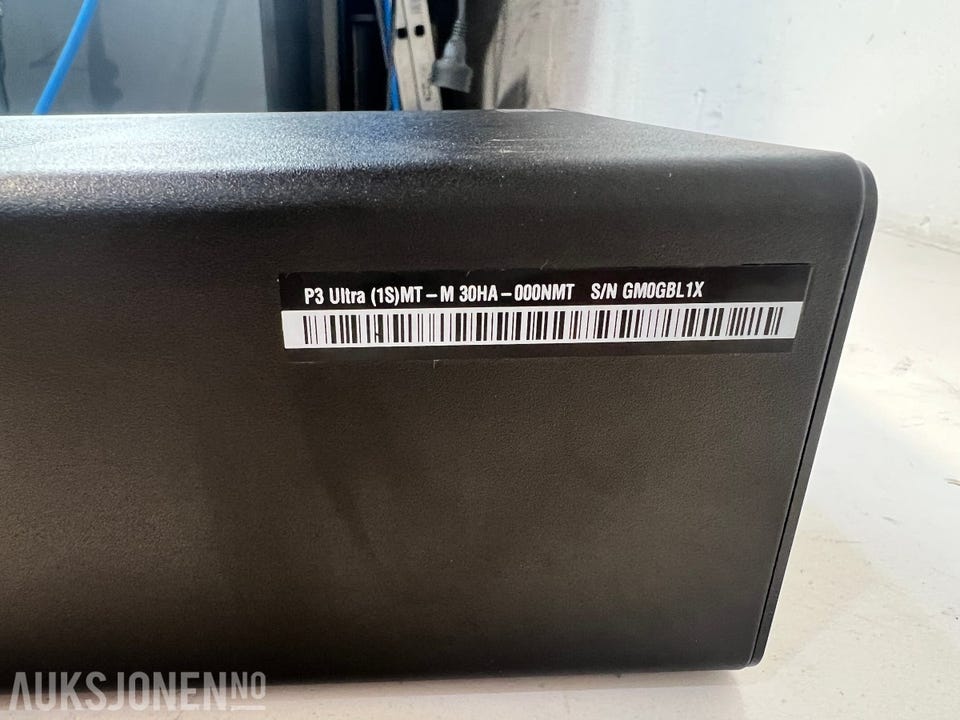 P3 Ultra (1S)MT-M 30HA-000NMT S/N GM0GBL1X
AUKSJONEN NO